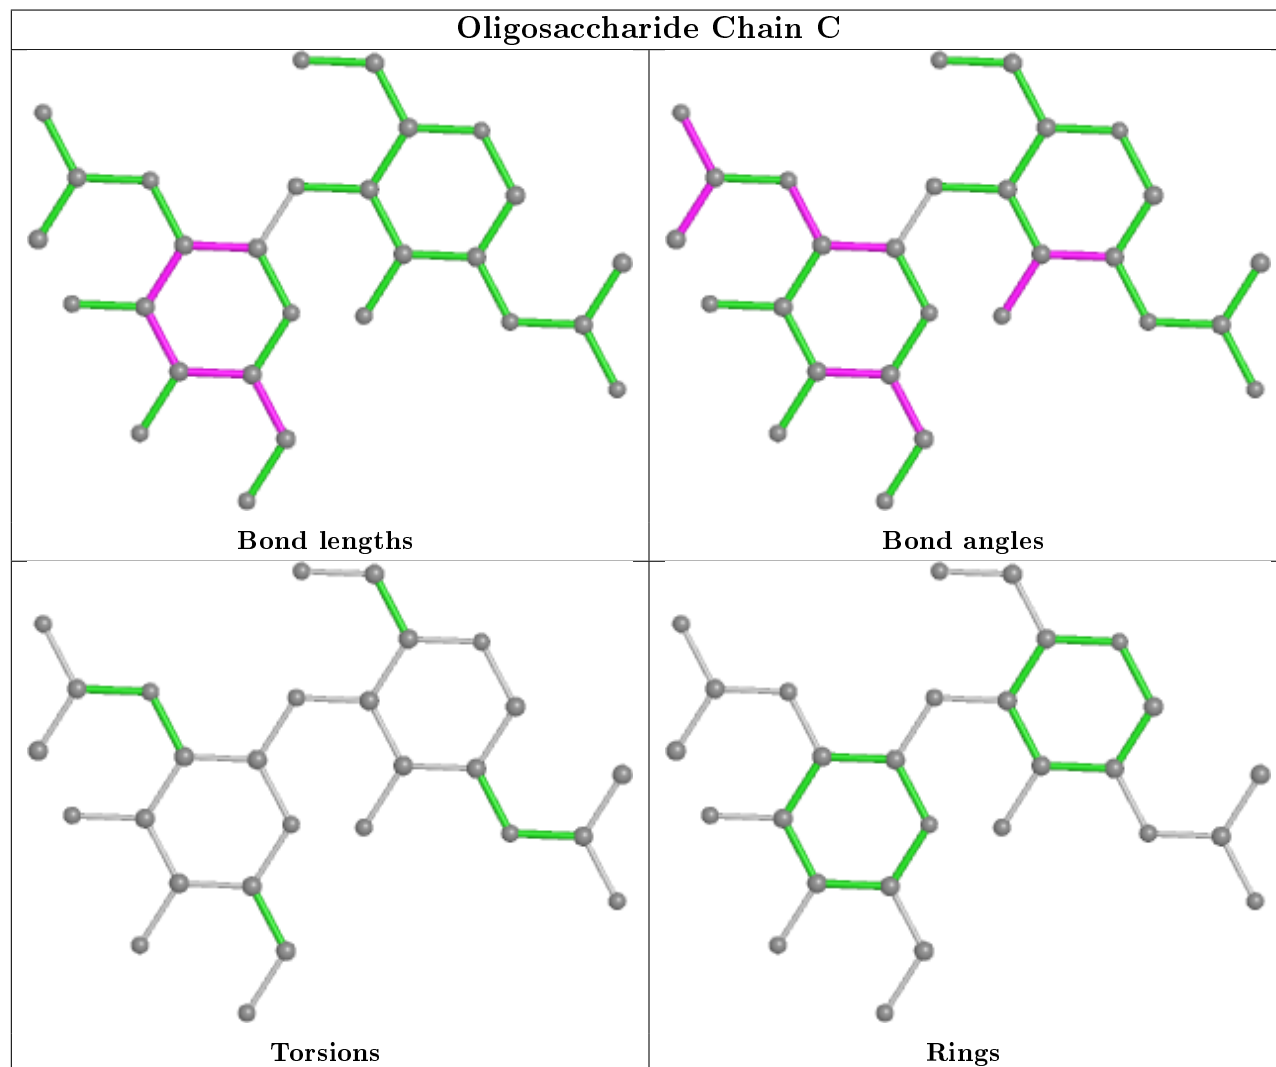 Oligosaccharide Chain C
Bond lengths
Bond angles
Torsions
Rings